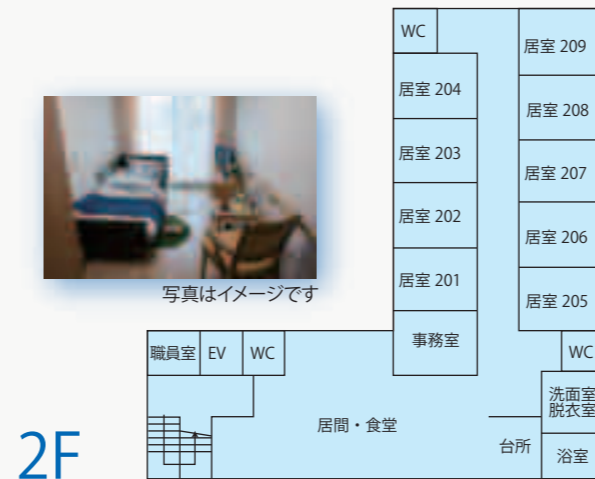 WC
居室 209
居室 204
居室 208
居室 203
居室 207
居室 202
居室 206
居室 201
居室 205
写真はイメージです
事務室
職員室
EV
WC
WC
洗面室
脱衣室
居間・食堂
台所
浴室
2F